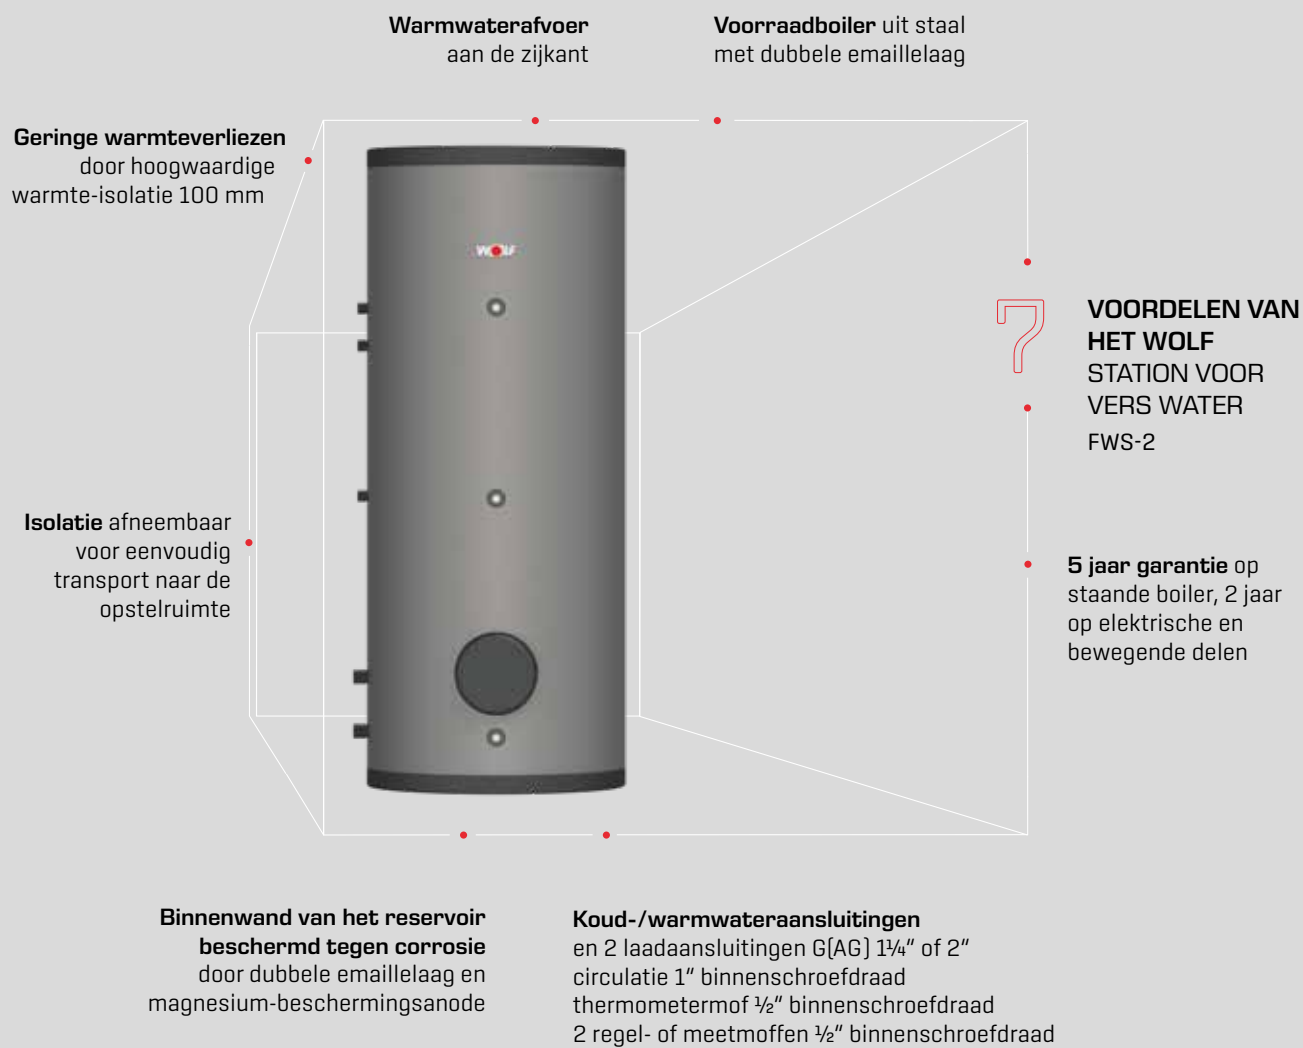 Warmwaterafvoer
aan de zijkant
Voorraadboiler uit staal
met dubbele emaillelaag
Geringe warmteverliezen
door hoogwaardige
warmte-isolatie 100 mm
WOLF
7
VOORDELEN VAN
HET WOLF
STATION VOOR
VERS WATER
FWS-2
Isolatie afneembaar
voor eenvoudig
transport naar de
opstelruimte
5 jaar garantie op
staande boiler, 2 jaar
op elektrische en
bewegende delen
Binnenwand van het reservoir
beschermd tegen corrosie
door dubbele emaillelaag en
magnesium-beschermingsanode
Koud-/warmwateraansluitingen
en 2 laadaansluitingen G(AG) 1¼“ of 2“
circulatie 1“ binnenschroefdraad
thermometermof ½“ binnenschroefdraad
2 regel- of meetmoffen ½“ binnenschroefdraad